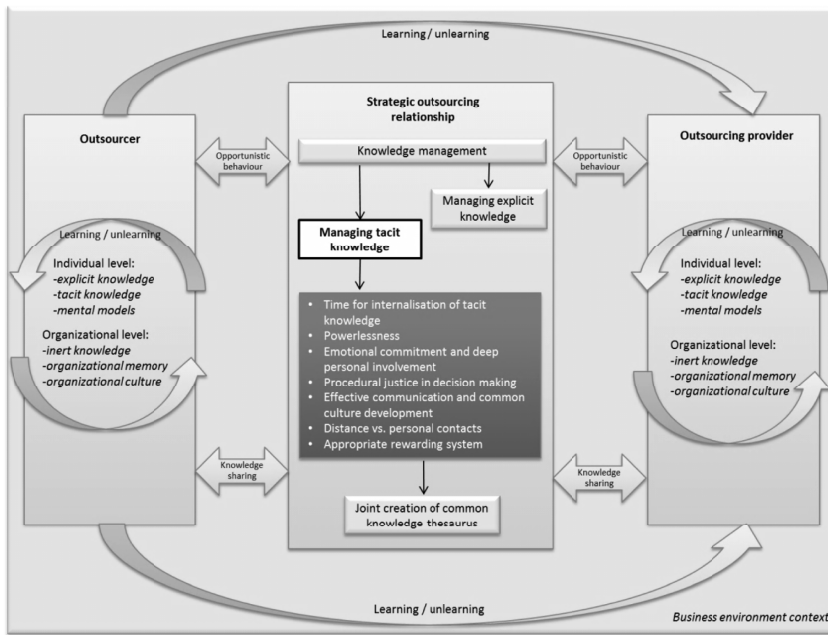 Learning / unlearning
Outsourcer
Opportunistic
behaviour
Learning / unlearning
Individual level:
-explicit knowledge
-tacit knowledge
-mental models
Organizational level:
-inert knowledge
-organizational memory
-organizational culture
Knowledge
sharing
Strategic outsourcing
relationship
Knowledge management
Managing explicit
knowledge
Managing tacit
knowledge
• Time for internalisation of tacit
knowledge
• Powerlessness
• Emotional commitment and deep
personal involvement
• Procedural justice in decision making
• Effective communication and common
culture development
• Distance vs. personal contacts
• Appropriate rewarding system
Joint creation of common
knowledge thesaurus
Opportunistic
behaviour
Knowledge
sharing
Outsourcing provider
Learning / unlearning
Individual level:
-explicit knowledge
-tacit knowledge
-mental models
Organizational level:
-inert knowledge
-organizational memory
-organizational culture
Learning / unlearning
Business environment context